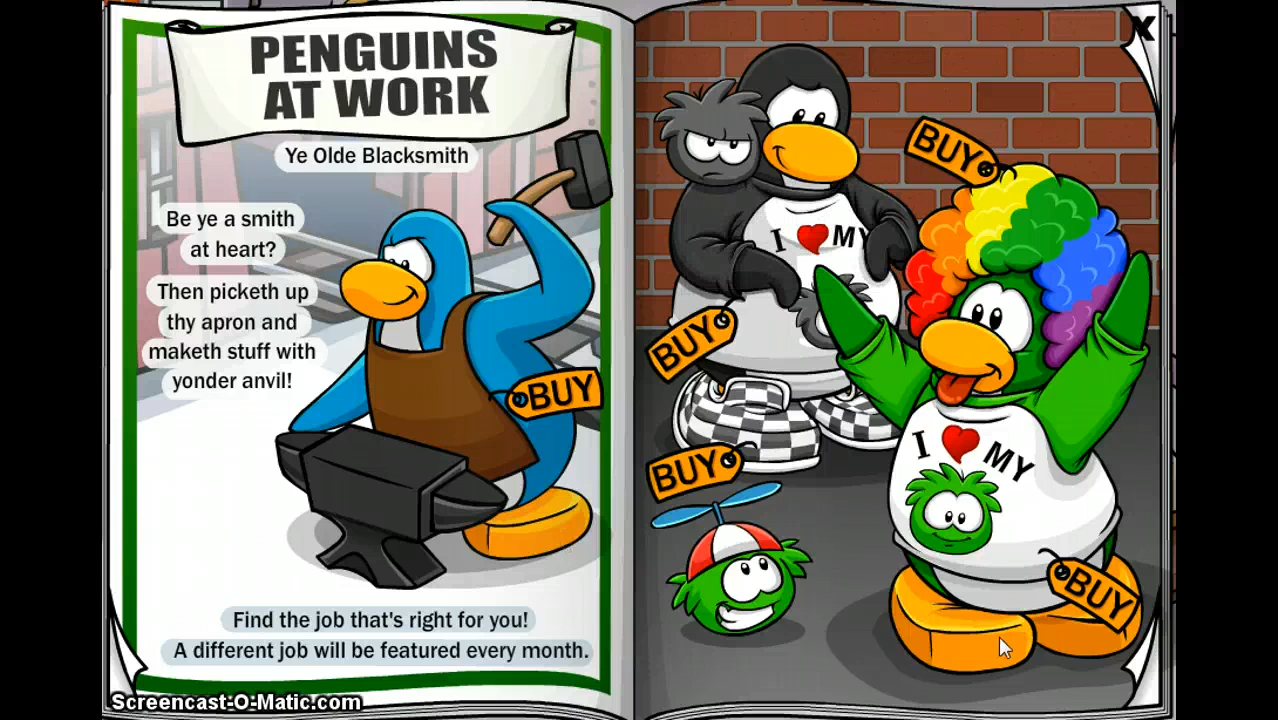 PENGUINS
AT WORK
Ye Olde Blacksmith
Be ye a smith
at heart?
Then picketh up
thy apron and
maketh stuff with
yonder anvil!
BUY
Find the job that's right for you!
A different job will be featured every month.
X
BUY
I MY
BUY
BUY
I MY
BUY
Screencast-O-Matic.com